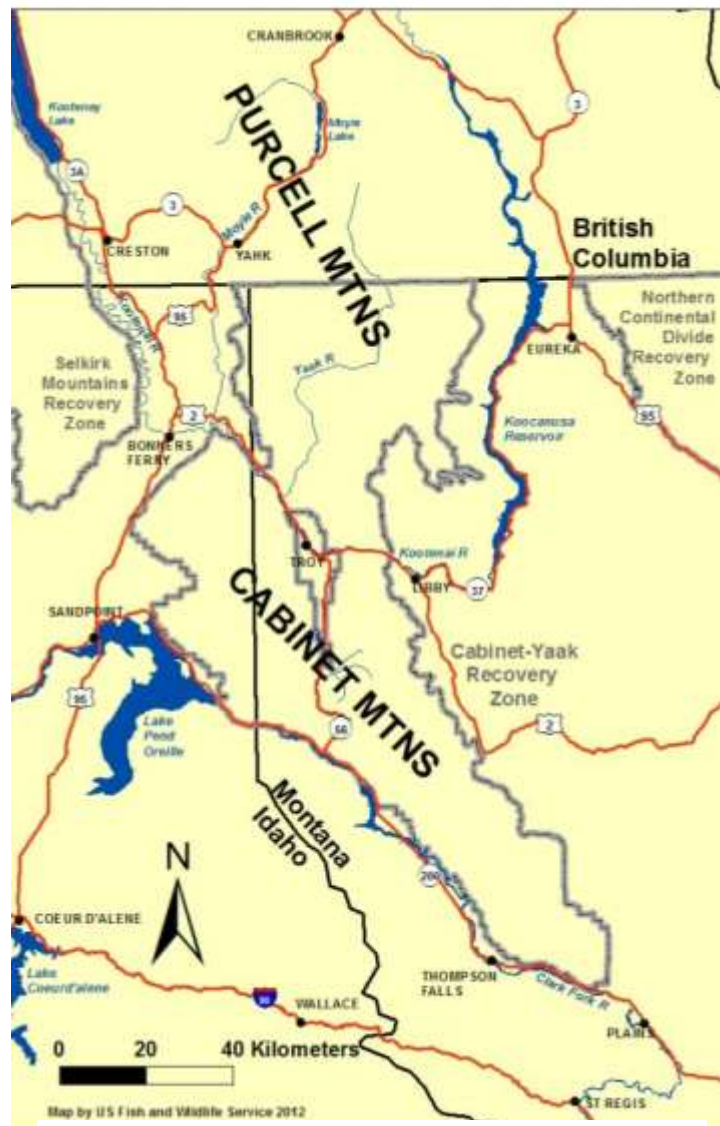 CRANBROOK
Kootenay
Lake
Moyie
Lake
PURCELL MTNS
3
3A
3
Moyie R
British
Columbia
CRESTON
YAHK
Kootenay R
95
Northern
Continental
Divide
Recovery
Zone
EUREKA
Selkirk
Mountains
Recovery
Zone
Yaak R
2
95
Koocanusa
Reservoir
BONNERS
FERRY
TROY
Kootenai R
LIBBY
37
CABINET MTNS
SANDPOINT
Cabinet-Yaak
Recovery
Zone
95
Lake
Pend
Oreille
56
2
Montana
Idaho
N
200
COEUR D'ALENE
THOMPSON
FALLS
Clark Fork R
Lake
Coeurd'alene
90
WALLACE
PLAINS
0 20 40 Kilometers
ST REGIS
Map by US Fish and Wildlife Service 2012